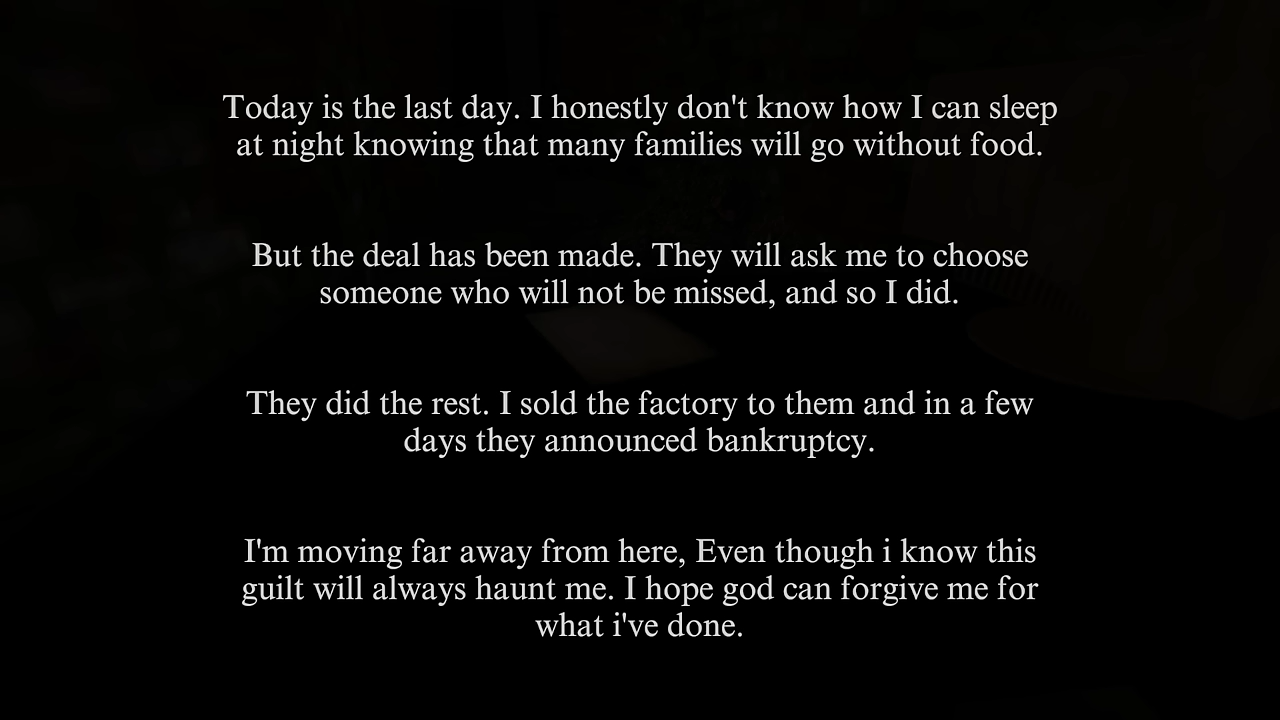 Today is the last day. I honestly don't know how I can sleep
at night knowing that many families will go without food.
But the deal has been made. They will ask me to choose
someone who will not be missed, and so I did.
They did the rest. I sold the factory to them and in a few
days they announced bankruptcy.
I'm moving far away from here, Even though i know this
guilt will always haunt me. I hope god can forgive me for
what i've done.